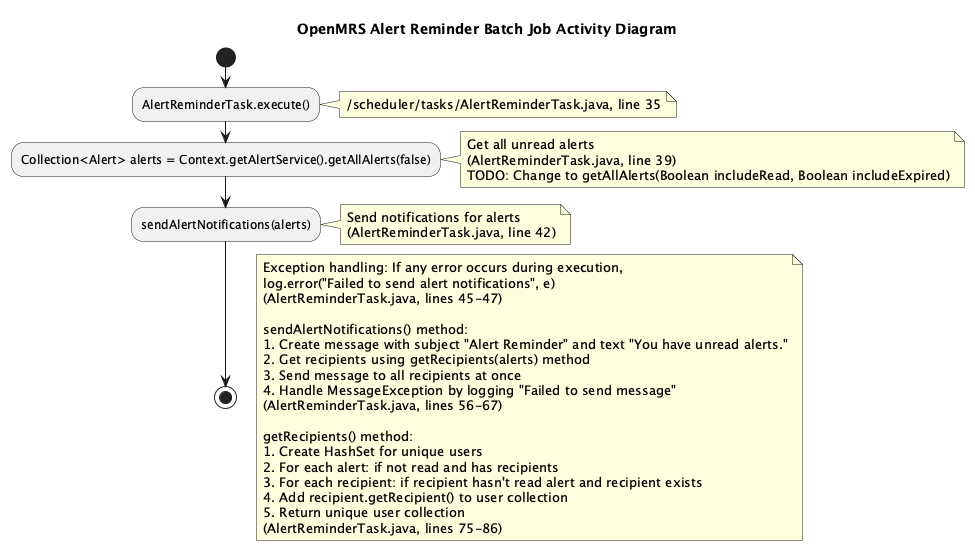 OpenMRS Alert Reminder Batch Job Activity Diagram
AlertReminderTask.execute()
/scheduler/tasks/AlertReminderTask.java, line 35
Collection<Alert> alerts = Context.getAlertService().getAllAlerts(false)
Get all unread alerts
(AlertReminderTask.java, line 39)
TODO: Change to getAllAlerts(Boolean includeRead, Boolean includeExpired)
sendAlertNotifications(alerts)
Send notifications for alerts
(AlertReminderTask.java, line 42)
Exception handling: If any error occurs during execution,
log.error("Failed to send alert notifications", e)
(AlertReminderTask.java, lines 45-47)
sendAlertNotifications() method:
1. Create message with subject "Alert Reminder" and text "You have unread alerts."
2. Get recipients using getRecipients(alerts) method
3. Send message to all recipients at once
4. Handle MessageException by logging "Failed to send message"
(AlertReminderTask.java, lines 56-67)
getRecipients() method:
1. Create HashSet for unique users
2. For each alert: if not read and has recipients
3. For each recipient: if recipient hasn't read alert and recipient exists
4. Add recipient.getRecipient() to user collection
5. Return unique user collection
(AlertReminderTask.java, lines 75-86)